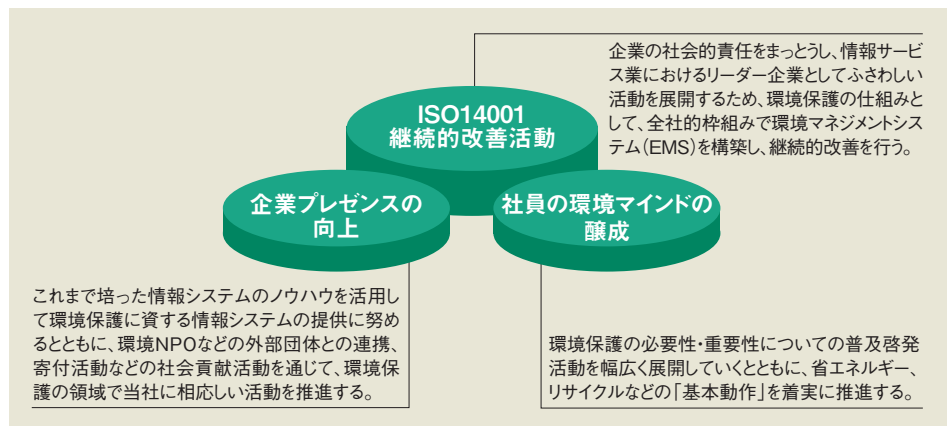 企業の社会的責任をまっとうし、情報サービ
ス業におけるリーダー企業としてふさわしい
活動を展開するため、環境保護の仕組みと
して、全社的枠組みで環境マネジメントシス
テム(EMS)を構築し、継続的改善を行う。
ISO14001
継続的改善活動
企業プレゼンスの
向上
社員の環境マインドの
醸成
これまで培った情報システムのノウハウを活用し
て環境保護に資する情報システムの提供に努め
るとともに、環境NPOなどの外部団体との連携、
寄付活動などの社会貢献活動を通じて、環境保
護の領域で当社に相応しい活動を推進する。
環境保護の必要性・重要性についての普及啓発
活動を幅広く展開していくとともに、省エネルギー、
リサイクルなどの「基本動作」を着実に推進する。